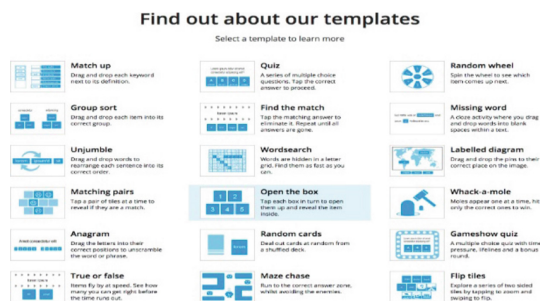 Find out about our templates
Select a template to learn more
Match up
Drag and drop each keyword
next to its definition.
Quiz
A series of multiple choice
questions. Tap the correct
answer to proceed.
Random wheel
Spin the wheel to see which
item comes up next.
Group sort
Drag and drop each item into its
correct group.
Find the match
Tap the matching answer to
eliminate it. Repeat until all
answers are gone.
Missing word
A cloze activity where you drag
and drop words into blank
spaces within a text.
Unjumble
Drag and drop words to
rearrange each sentence into its
correct order.
Wordsearch
Words are hidden in a letter
grid. Find them as fast as you
can.
Labelled diagram
Drag and drop the pins to their
correct place on the image.
Matching pairs
Tap a pair of tiles at a time to
reveal if they are a match.
Open the box
Tap each box in turn to open
them up and reveal the item
inside.
1 2
3 4 5
Whack-a-mole
Moles appear one at a time, hit
only the correct ones to win.
Anagram
Drag the letters into their
correct positions to unscramble
the word or phrase.
Random cards
Deal out cards at random from
a shuffled deck.
Gameshow quiz
A multiple choice quiz with time
pressure, lifelines and a bonus
round.
True or false
Items fly by at speed. See how
many you can get right before
the time runs out.
Maze chase
Run to the correct answer zone,
whilst avoiding the enemies.
Flip tiles
Explore a series of two sided
tiles by tapping to zoom and
swiping to flip.